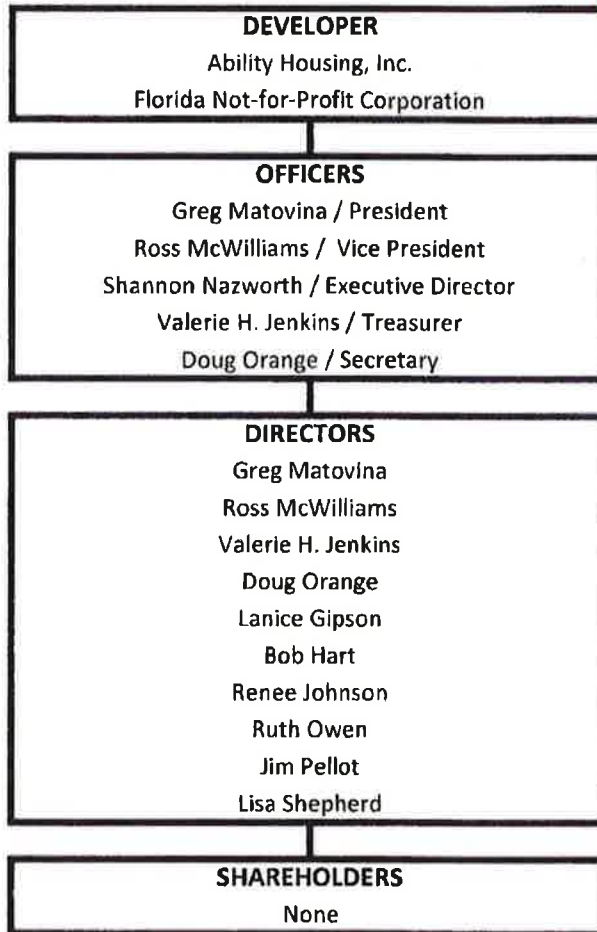 DEVELOPER
Ability Housing, Inc.
Florida Not-for-Profit Corporation
OFFICERS
Greg Matovina / President
Ross McWilliams / Vice President
Shannon Nazworth / Executive Director
Valerie H. Jenkins / Treasurer
Doug Orange / Secretary
DIRECTORS
Greg Matovina
Ross McWilliams
Valerie H. Jenkins
Doug Orange
Lanice Gipson
Bob Hart
Renee Johnson
Ruth Owen
Jim Pellot
Lisa Shepherd
SHAREHOLDERS
None